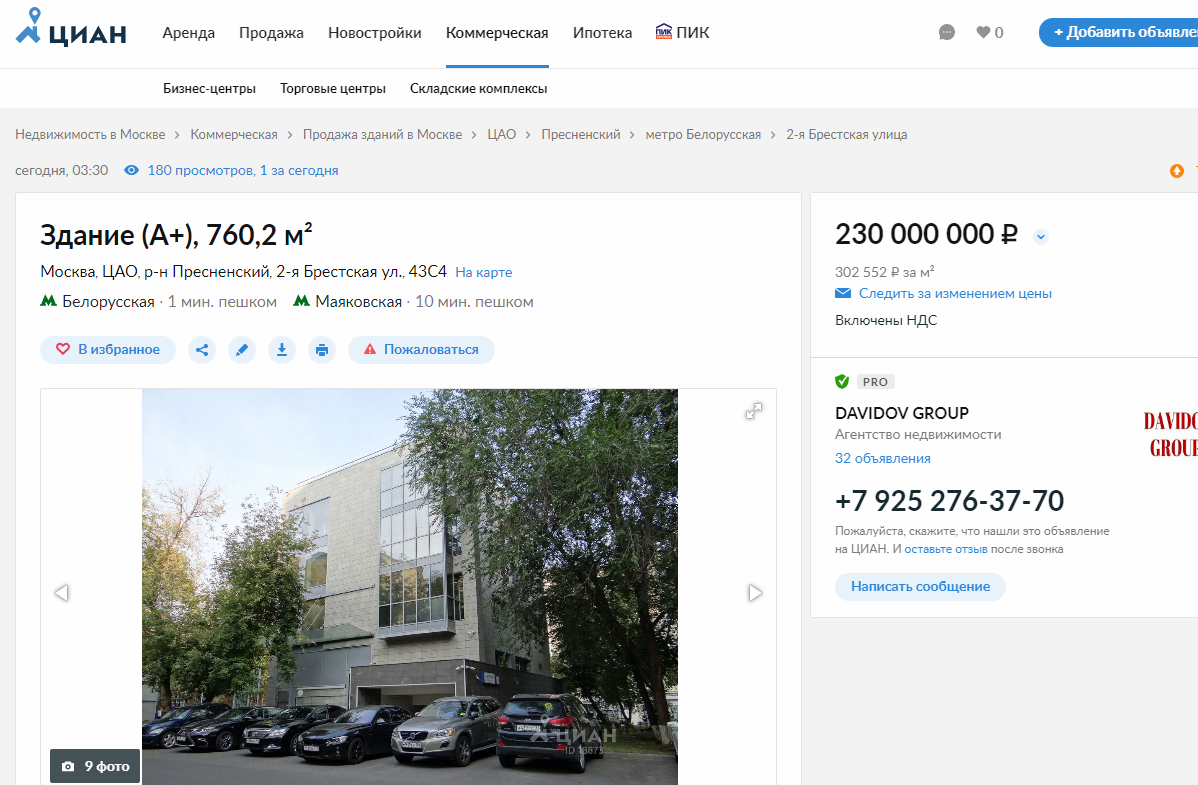 ЦИАН
Аренда Продажа Новостройки Коммерческая Ипотека ПИК ПИК
0
+ Добавить объявле
Бизнес-центры Торговые центры Складские комплексы
Недвижимость в Москве > Коммерческая > Продажа зданий в Москве > ЦАО > Пресненский > метро Белорусская > 2-я Брестская улица
сегодня, 03:30 180 просмотров, 1 за сегодня
Здание (A+), 760,2 м²
Москва, ЦАО, р-н Пресненский, 2-я Брестская ул., 43С4 На карте
Белорусская · 1 мин. пешком Маяковская · 10 мин. пешком
В избранное
Пожаловаться
ЦИАН
ID 18873
9 фото
230 000 000 ₽
302 552 ₽ за м²
Следить за изменением цены
Включены НДС
PRO
DAVIDOV GROUP
Агентство недвижимости
32 объявления
DAVIDO
GROUP
+7 925 276-37-70
Пожалуйста, скажите, что нашли это объявление
на ЦИАН. И оставьте отзыв после звонка
Написать сообщение